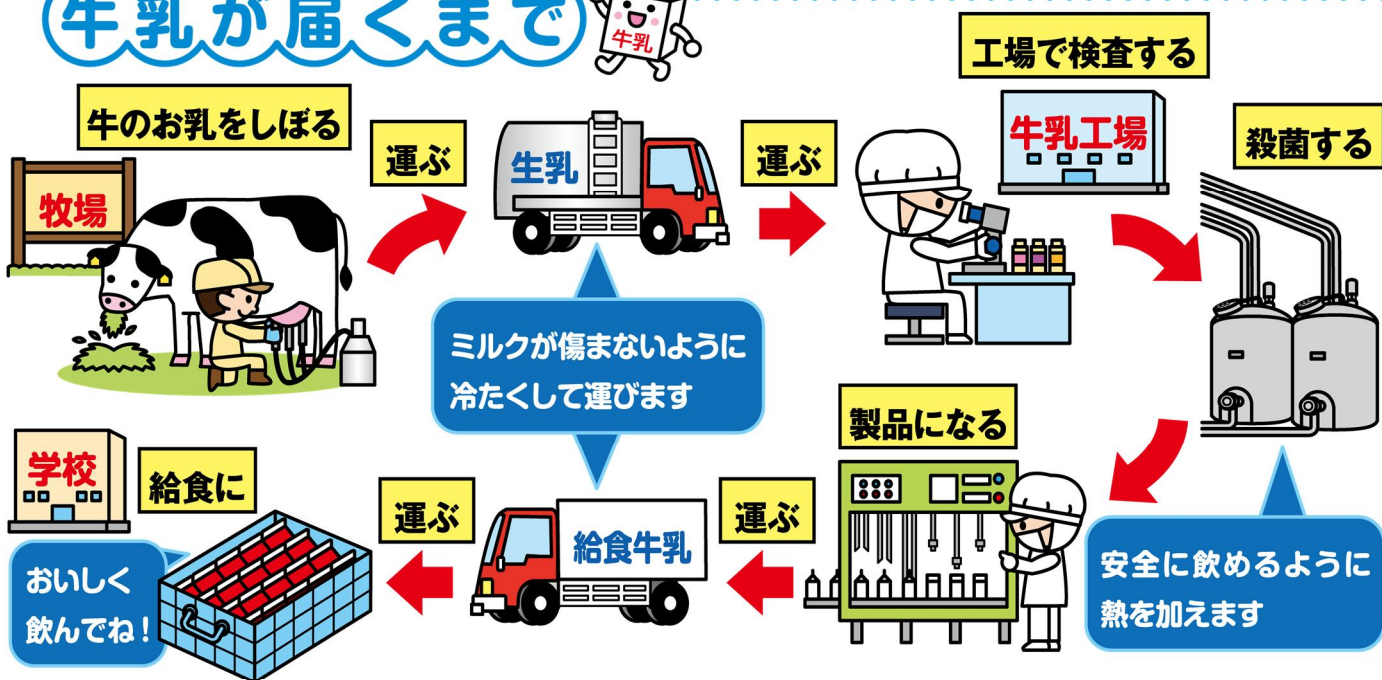 牛乳が届くまで
牛乳
牛のお乳をしぼる
牧場
運ぶ
生乳
運ぶ
工場で検査する
牛乳工場
殺菌する
ミルクが傷まないように
冷たくして運びます
安全に飲めるように
熱を加えます
製品になる
運ぶ
給食牛乳
運ぶ
給食に
学校
おいしく
飲んでね!